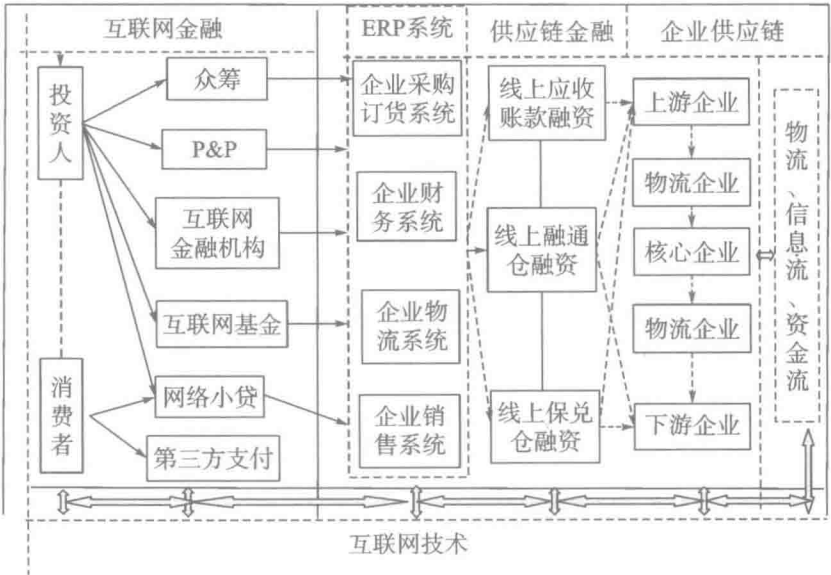 互联网金融
ERP系统
供应链金融
企业供应链
投资人
消费者
众筹
P&P
互联网
金融机构
互联网基金
网络小贷
第三方支付
企业采购
订货系统
企业财
务系统
企业物
流系统
企业销
售系统
线上应收
账款融资
线上融通
仓融资
线上保兑
仓融资
上游企业
物流企业
核心企业
物流企业
下游企业
物流、信息流、资金流
互联网技术